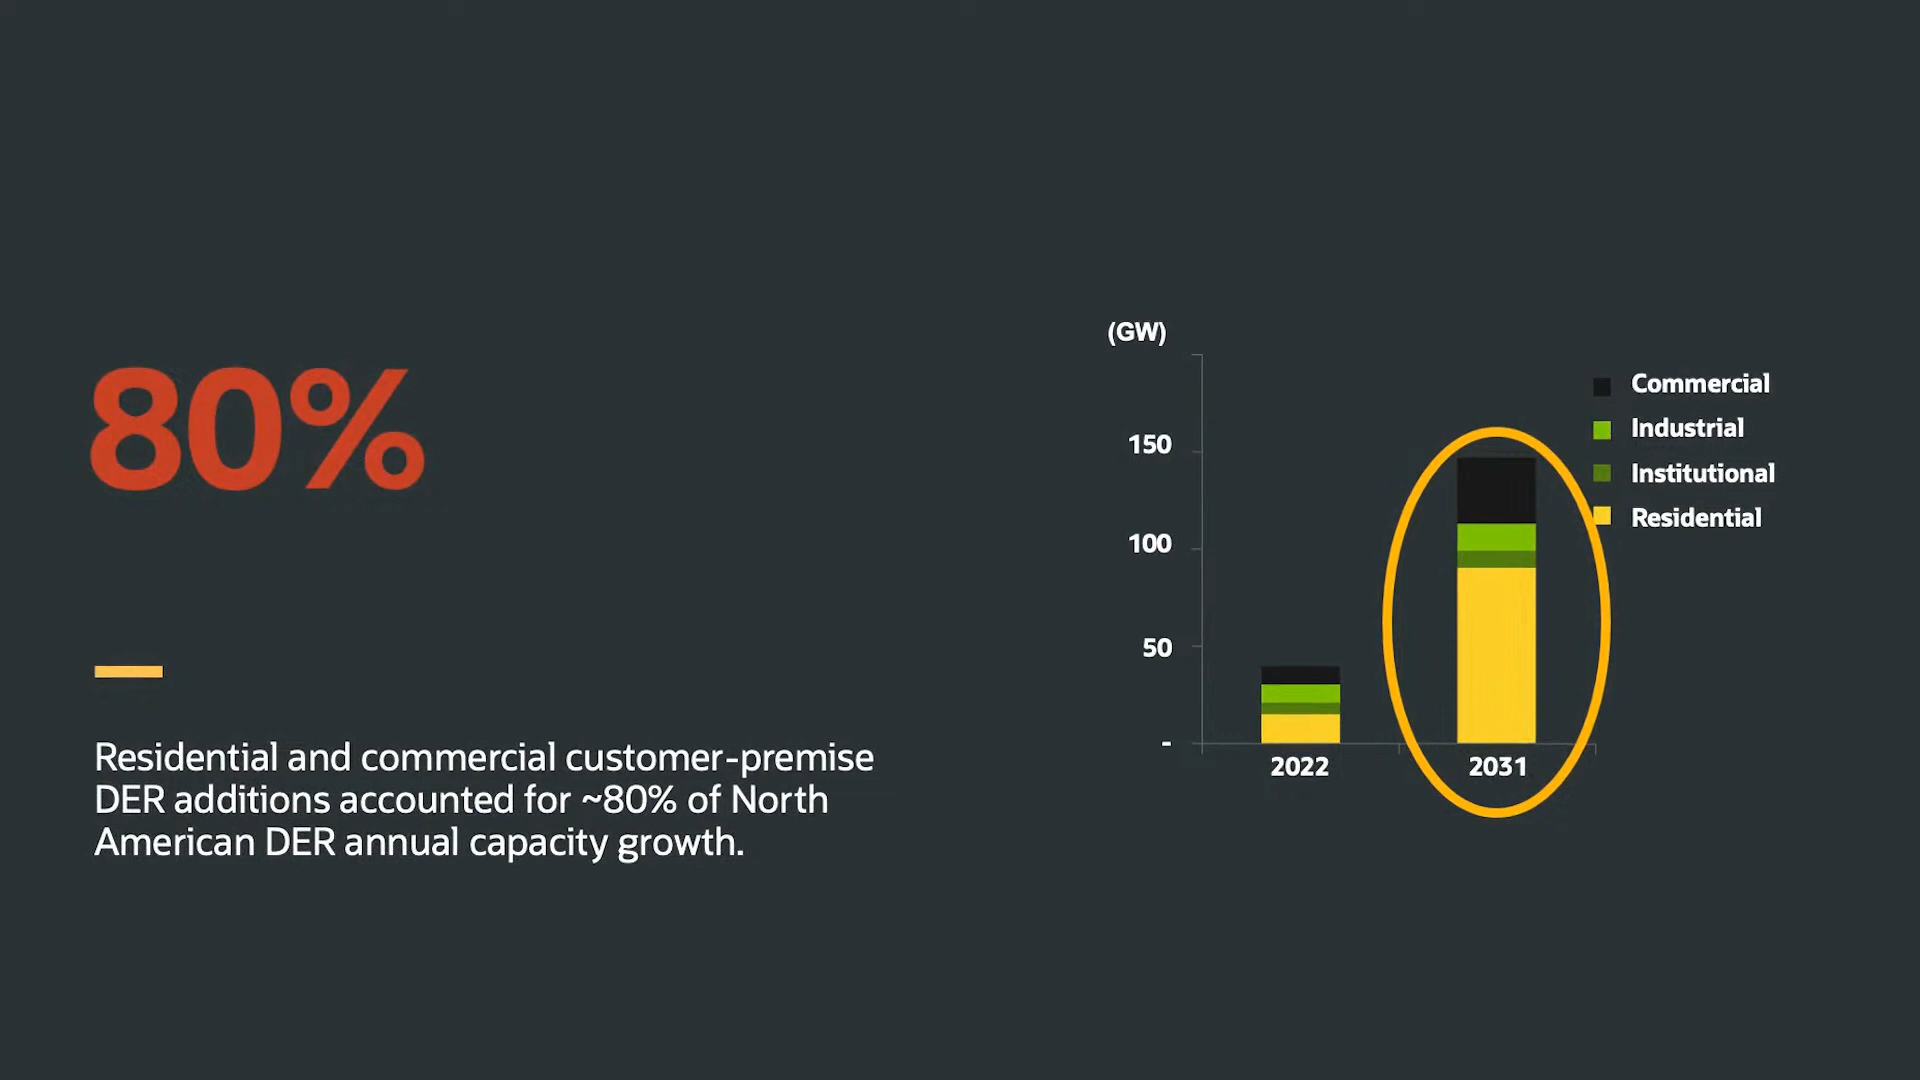 80%
Residential and commercial customer-premise
DER additions accounted for ~80% of North
American DER annual capacity growth.
(GW)
150
100
50
-
2022
2031
Commercial
Industrial
Institutional
Residential